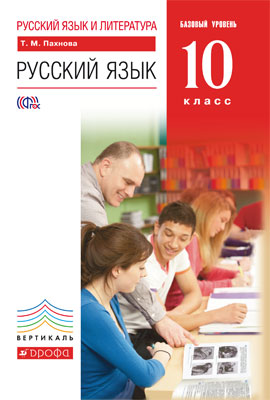 РУССКИЙ ЯЗЫК И ЛИТЕРАТУРА
Т. М. Пахнова
РУССКИЙ ЯЗЫК
БАЗОВЫЙ УРОВЕНЬ
10
класс
ВЕРТИКАЛЬ
дрофа